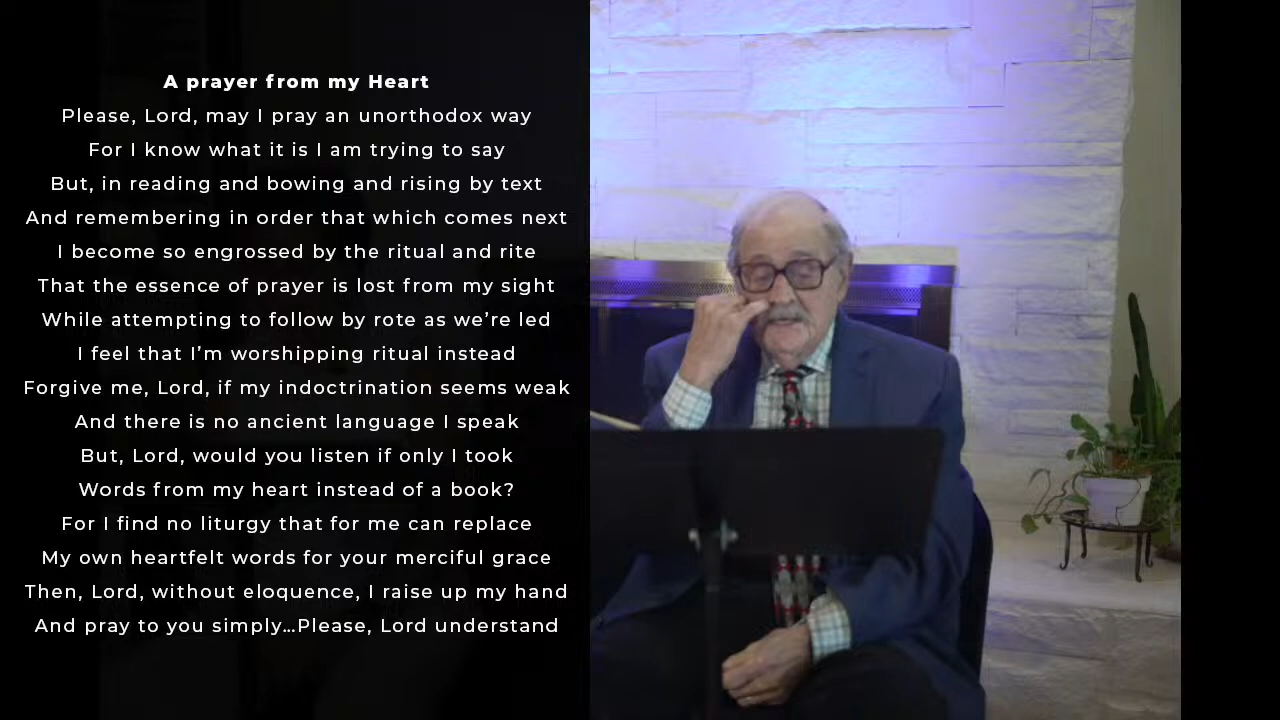 A prayer from my Heart
Please, Lord, may I pray an unorthodox way
For I know what it is I am trying to say
But, in reading and bowing and rising by text
And remembering in order that which comes next
I become so engrossed by the ritual and rite
That the essence of prayer is lost from my sight
While attempting to follow by rote as we’re led
I feel that I’m worshipping ritual instead
Forgive me, Lord, if my indoctrination seems weak
And there is no ancient language I speak
But, Lord, would you listen if only I took
Words from my heart instead of a book?
For I find no liturgy that for me can replace
My own heartfelt words for your merciful grace
Then, Lord, without eloquence, I raise up my hand
And pray to you simply…Please, Lord understand